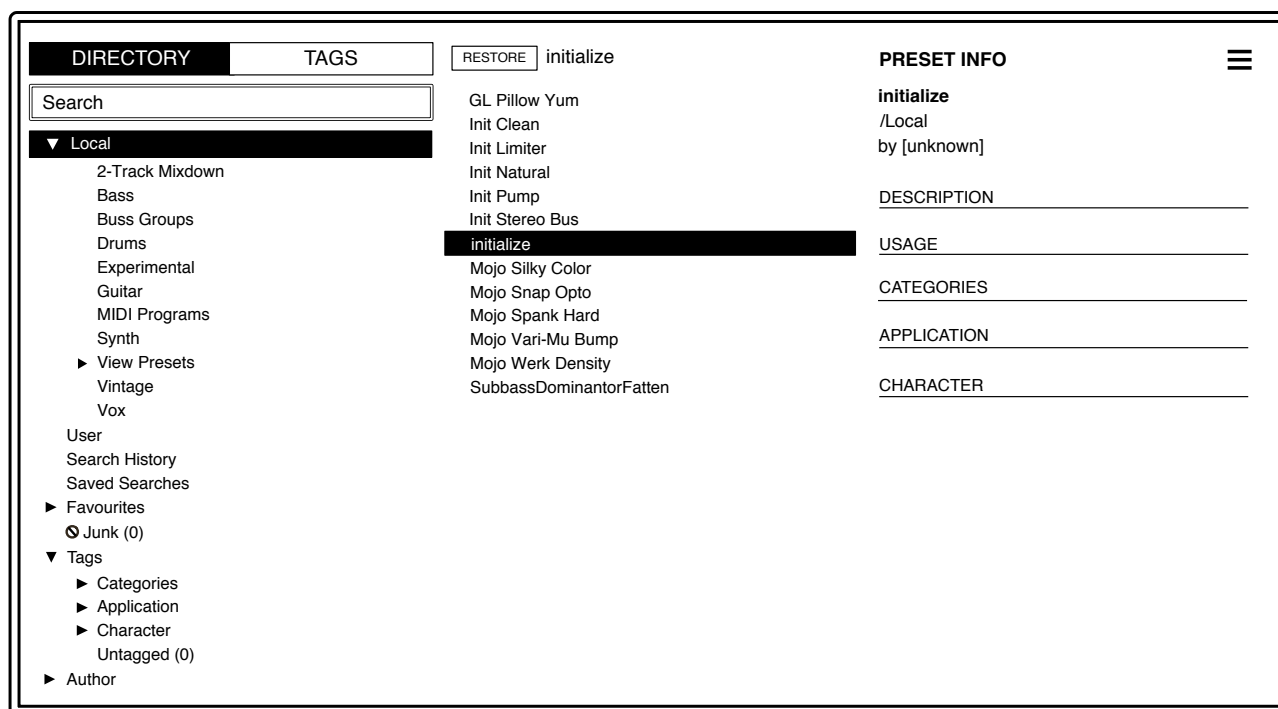 DIRECTORY
TAGS
Search
Local
2-Track Mixdown
Bass
Buss Groups
Drums
Experimental
Guitar
MIDI Programs
Synth
View Presets
Vintage
Vox
User
Search History
Saved Searches
Favourites
Junk (0)
Tags
Categories
Application
Character
Untagged (0)
Author
RESTORE initialize
GL Pillow Yum
Init Clean
Init Limiter
Init Natural
Init Pump
Init Stereo Bus
initialize
Mojo Silky Color
Mojo Snap Opto
Mojo Spank Hard
Mojo Vari-Mu Bump
Mojo Werk Density
SubbassDominantorFatten
PRESET INFO
initialize
/Local
by [unknown]
DESCRIPTION
USAGE
CATEGORIES
APPLICATION
CHARACTER